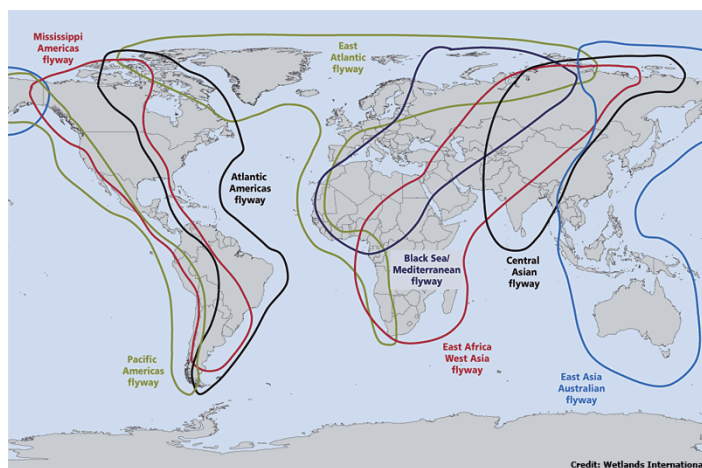 Mississippi
Americas
flyway
East
Atlantic
flyway
Atlantic
Americas
flyway
Black Sea/
Mediterranean
flyway
Central
Asian
flyway
Pacific
Americas
flyway
East Africa
West Asia
flyway
East Asia
Australian
flyway
Credit: Wetlands International